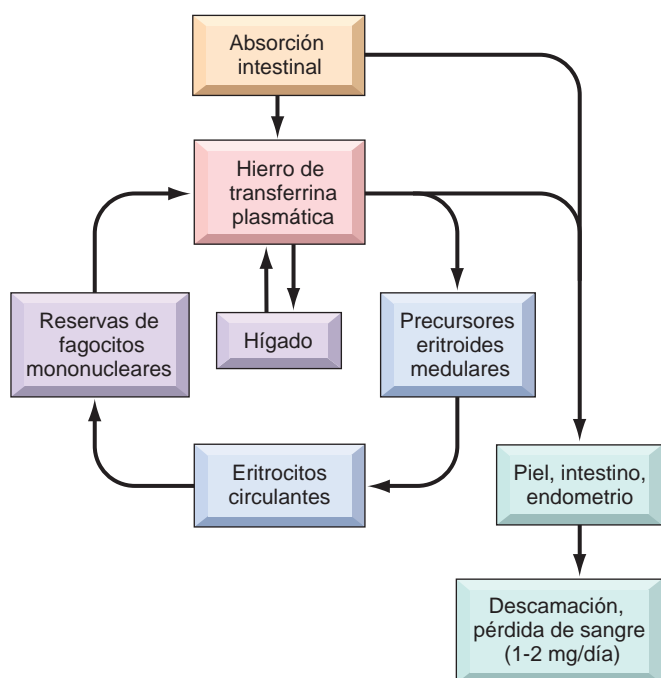 Absorción
intestinal
Hierro de
transferrina
plasmática
Reservas de
fagocitos
mononucleares
Hígado
Precursores
eritroides
medulares
Eritrocitos
circulantes
Piel, intestino,
endometrio
Descamación,
pérdida de sangre
(1-2 mg/día)